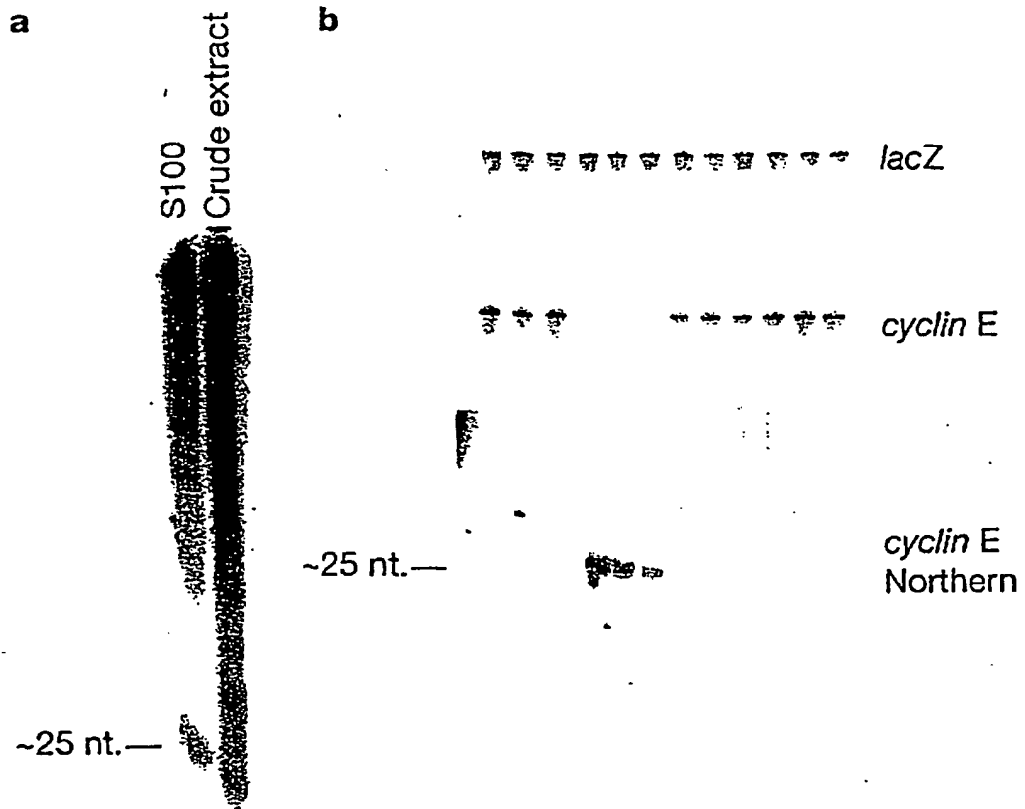 a
S100
Crude extract
~25 nt.
b
lacZ
cyclin E
~25 nt.
cyclin E
Northern